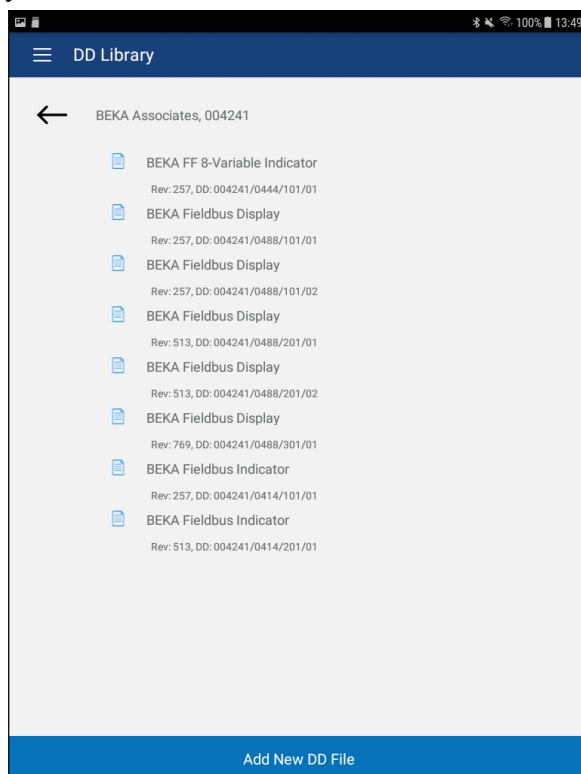 100% 13:49
DD Library
BEKA Associates, 004241
BEKA FF 8-Variable Indicator
Rev: 257, DD: 004241/0444/101/01
BEKA Fieldbus Display
Rev: 257, DD: 004241/0488/101/01
BEKA Fieldbus Display
Rev: 257, DD: 004241/0488/101/02
BEKA Fieldbus Display
Rev: 513, DD: 004241/0488/201/01
BEKA Fieldbus Display
Rev: 513, DD: 004241/0488/201/02
BEKA Fieldbus Display
Rev: 769, DD: 004241/0488/301/01
BEKA Fieldbus Indicator
Rev: 257, DD: 004241/0414/101/01
BEKA Fieldbus Indicator
Rev: 513, DD: 004241/0414/201/01
Add New DD File